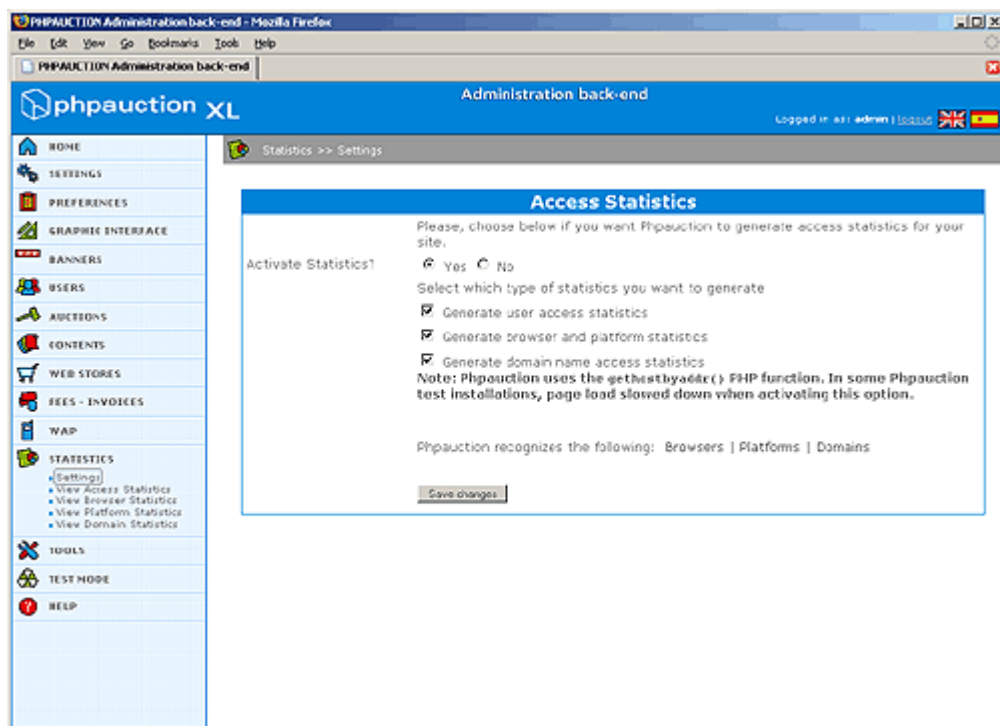 PHPAUCTION Administration back-end - Mozilla Firefox
File Edit View Go Bookmarks Tools Help
PHPAUCTION Administration back-end
phpauction XL
Administration back-end
Logged in as: admin | logout
HOME
SETTINGS
PREFERENCES
GRAPHIC INTERFACE
BANNERS
USERS
AUCTIONS
CONTENTS
WEB STORES
FEES - INVOICES
WAP
STATISTICS
Settings
View Access Statistics
View Browser Statistics
View Platform Statistics
View Domain Statistics
TOOLS
TEST MODE
HELP
Statistics >> Settings
Access Statistics
Please, choose below if you want Phpauction to generate access statistics for your
site.
Activate Statistics?
Yes No
Select which type of statistics you want to generate
Generate user access statistics
Generate browser and platform statistics
Generate domain name access statistics
Note: Phpauction uses the gethostbyaddr() PHP function. In some Phpauction
test installations, page load slowed down when activating this option.
Phpauction recognizes the following: Browsers | Platforms | Domains
Save changes